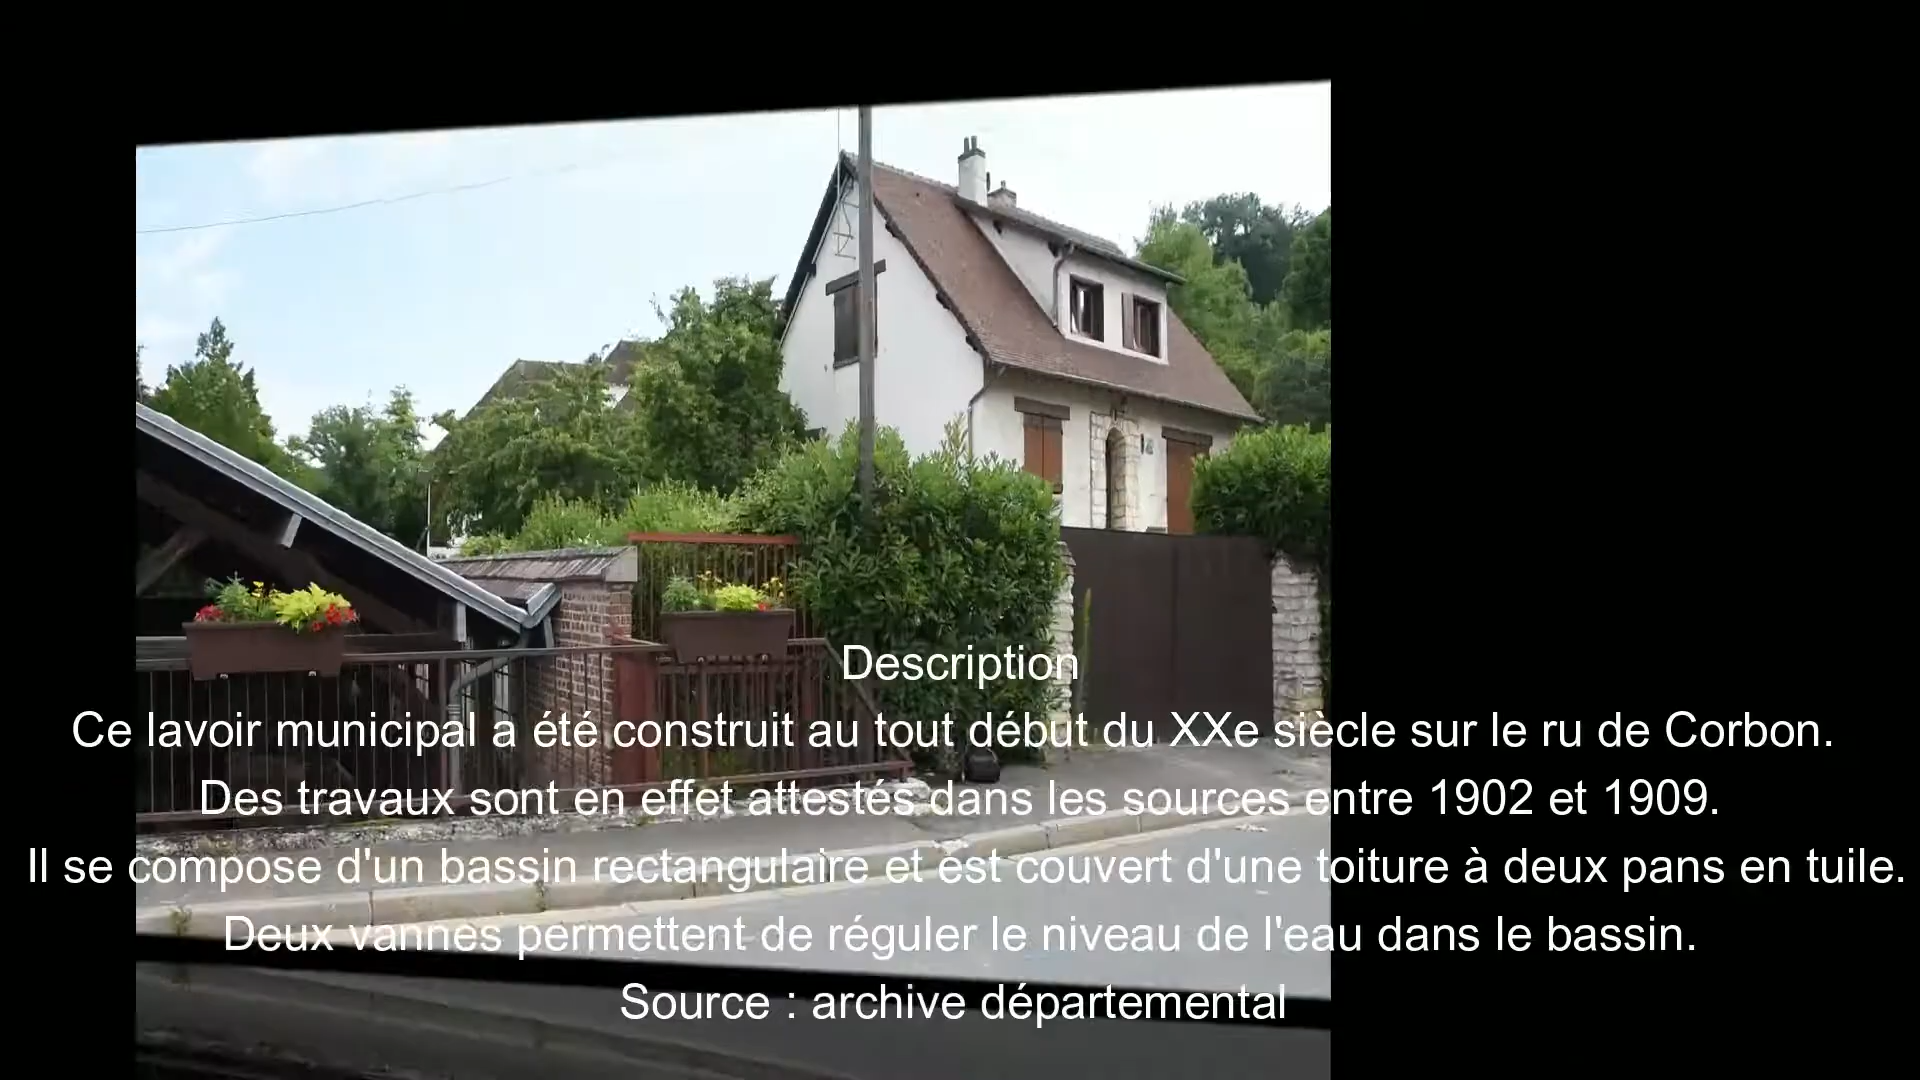 Description
Ce lavoir municipal a été construit au tout début du XXe siècle sur le ru de Corbon.
Des travaux sont en effet attestés dans les sources entre 1902 et 1909.
Il se compose d'un bassin rectangulaire et est couvert d'une toiture à deux pans en tuile.
Deux vannes permettent de réguler le niveau de l'eau dans le bassin.
Source : archive départemental